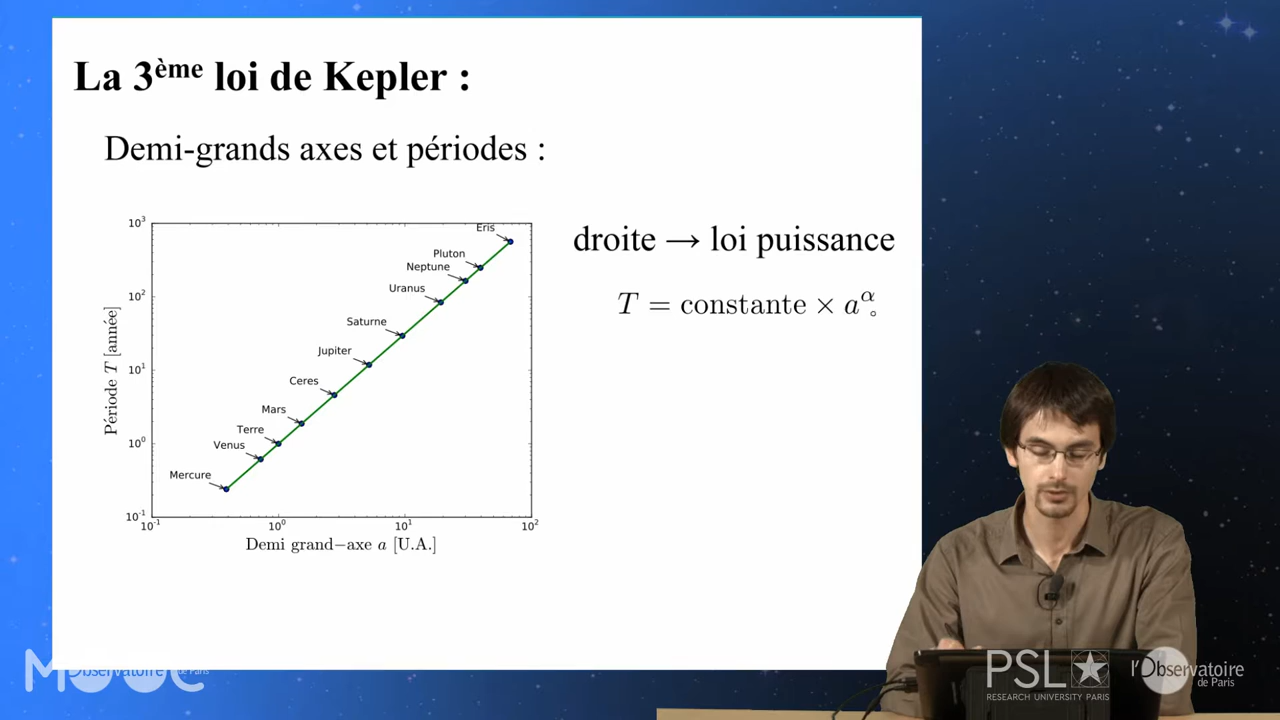 La 3ème loi de Kepler :
Demi-grands axes et périodes :
droite → loi puissance
T = constante × a^α
10³
10²
10¹
10⁰
10⁻¹
Période T [année]
Eris
Pluton
Neptune
Uranus
Saturne
Jupiter
Ceres
Mars
Terre
Venus
Mercure
10⁻¹ 10⁰ 10¹ 10²
Demi grand−axe a [U.A.]
MOOC
l'Observatoire
de Paris
PSL
RESEARCH UNIVERSITY PARIS
l'Observatoire
de Paris